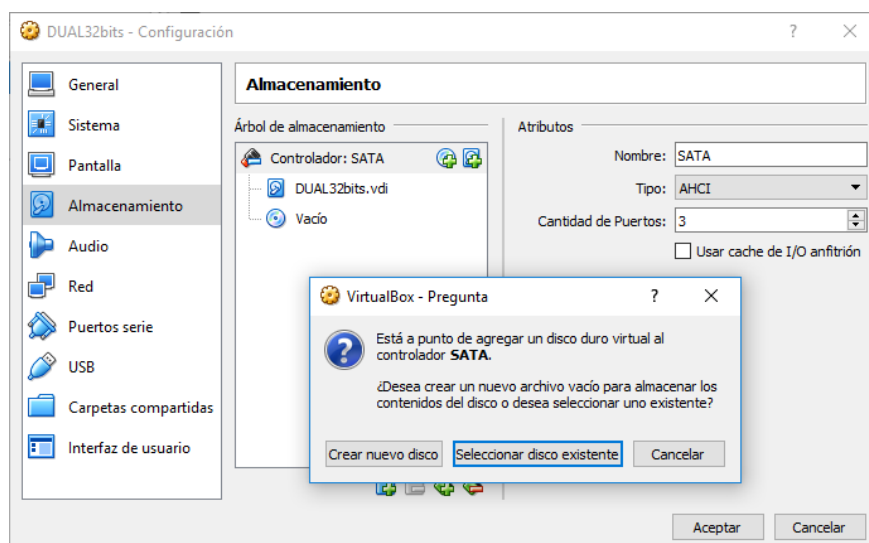 DUAL32bits - Configuración
?
General
Sistema
Pantalla
Almacenamiento
Audio
Red
Puertos serie
USB
Carpetas compartidas
Interfaz de usuario
Almacenamiento
Árbol de almacenamiento
Controlador: SATA
DUAL32bits.vdi
Vacío
Atributos
Nombre: SATA
Tipo: AHCI
Cantidad de Puertos: 3
Usar cache de I/O anfitrión
VirtualBox - Pregunta
?
Está a punto de agregar un disco duro virtual al
controlador SATA.
¿Desea crear un nuevo archivo vacío para almacenar los
contenidos del disco o desea seleccionar uno existente?
Crear nuevo disco Seleccionar disco existente Cancelar
Aceptar Cancelar